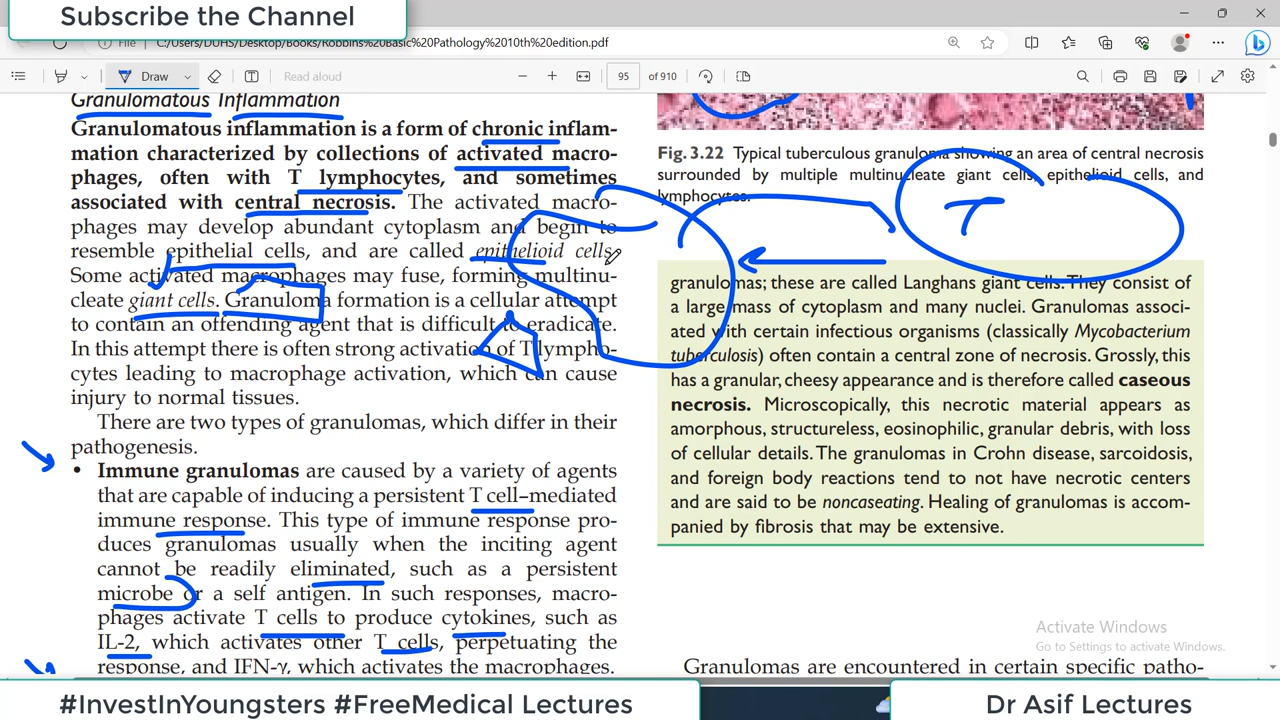 Subscribe the Channel
File
C:/Users/DUHS/Desktop/Books/Robbins%20Basic%20Pathology%2010th%20edition.pdf
Draw
Read aloud
95
of 910
Granulomatous Inflammation
Granulomatous inflammation is a form of chronic inflam-
mation characterized by collections of activated macro-
phages, often with T lymphocytes, and sometimes
associated with central necrosis. The activated macro-
phages may develop abundant cytoplasm and begin to
resemble epithelial cells, and are called epithelioid cells.
Some activated macrophages may fuse, forming multinu-
cleate giant cells. Granuloma formation is a cellular attempt
to contain an offending agent that is difficult to eradicate.
In this attempt there is often strong activation of T lympho-
cytes leading to macrophage activation, which can cause
injury to normal tissues.
There are two types of granulomas, which differ in their
pathogenesis.
• Immune granulomas are caused by a variety of agents
that are capable of inducing a persistent T cell–mediated
immune response. This type of immune response pro-
duces granulomas usually when the inciting agent
cannot be readily eliminated, such as a persistent
microbe or a self antigen. In such responses, macro-
phages activate T cells to produce cytokines, such as
IL-2, which activates other T cells, perpetuating the
response, and IFN-γ, which activates the macrophages.
Fig. 3.22 Typical tuberculous granuloma showing an area of central necrosis
surrounded by multiple multinucleate giant cells, epithelioid cells, and
lymphocytes.
T
granulomas; these are called Langhans giant cells. They consist of
a large mass of cytoplasm and many nuclei. Granulomas associ-
ated with certain infectious organisms (classically Mycobacterium
tuberculosis) often contain a central zone of necrosis. Grossly, this
has a granular, cheesy appearance and is therefore called caseous
necrosis. Microscopically, this necrotic material appears as
amorphous, structureless, eosinophilic, granular debris, with loss
of cellular details. The granulomas in Crohn disease, sarcoidosis,
and foreign body reactions tend to not have necrotic centers
and are said to be noncaseating. Healing of granulomas is accom-
panied by fibrosis that may be extensive.
Activate Windows
Go to Settings to activate Windows.
Granulomas are encountered in certain specific patho-
#InvestInYoungsters #FreeMedical Lectures
Dr Asif Lectures